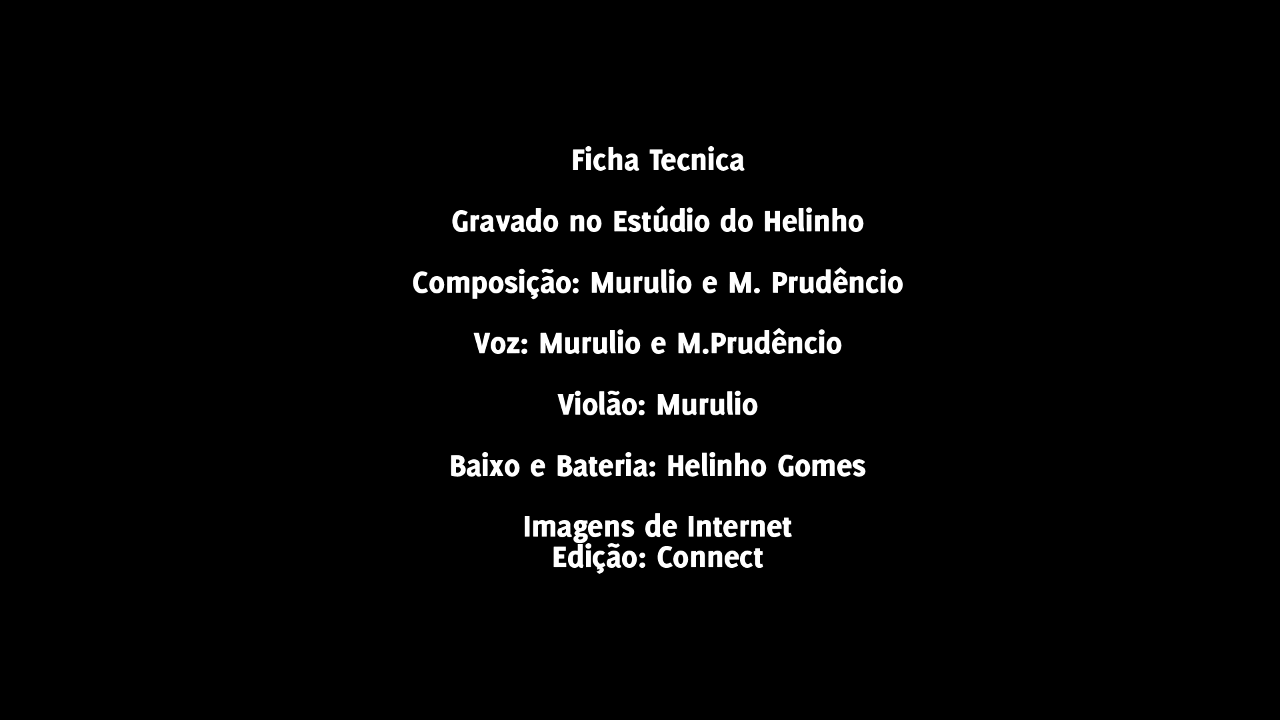 Ficha Tecnica
Gravado no Estúdio do Helinho
Composição: Murulio e M. Prudêncio
Voz: Murulio e M.Prudêncio
Violão: Murulio
Baixo e Bateria: Helinho Gomes
Imagens de Internet
Edição: Connect